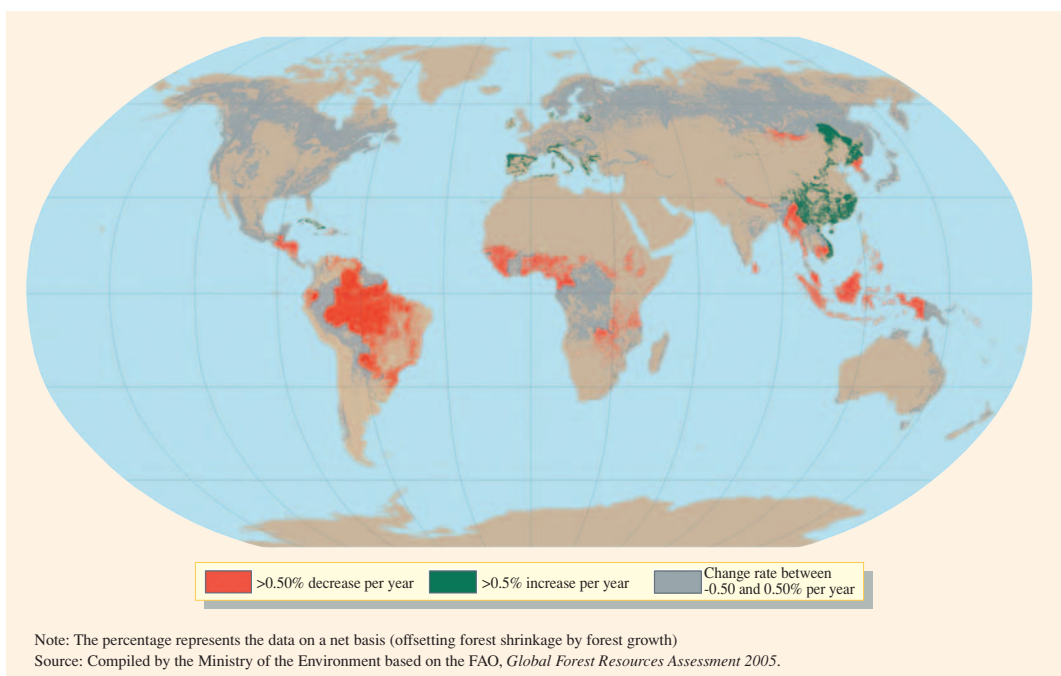 >0.50% decrease per year
>0.5% increase per year
Change rate between
-0.50 and 0.50% per year
Note: The percentage represents the data on a net basis (offsetting forest shrinkage by forest growth)
Source: Compiled by the Ministry of the Environment based on the FAO, Global Forest Resources Assessment 2005.